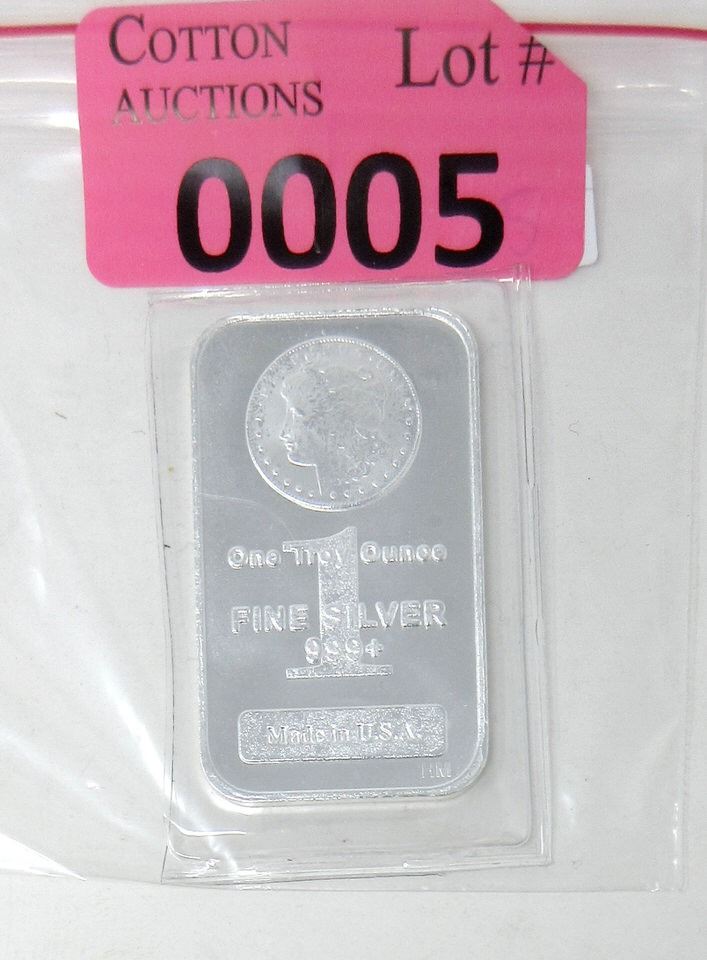 COTTON
AUCTIONS
Lot #
0005
One Troy Ounce
1
FINE SILVER
999+
Made in U.S.A.
HM